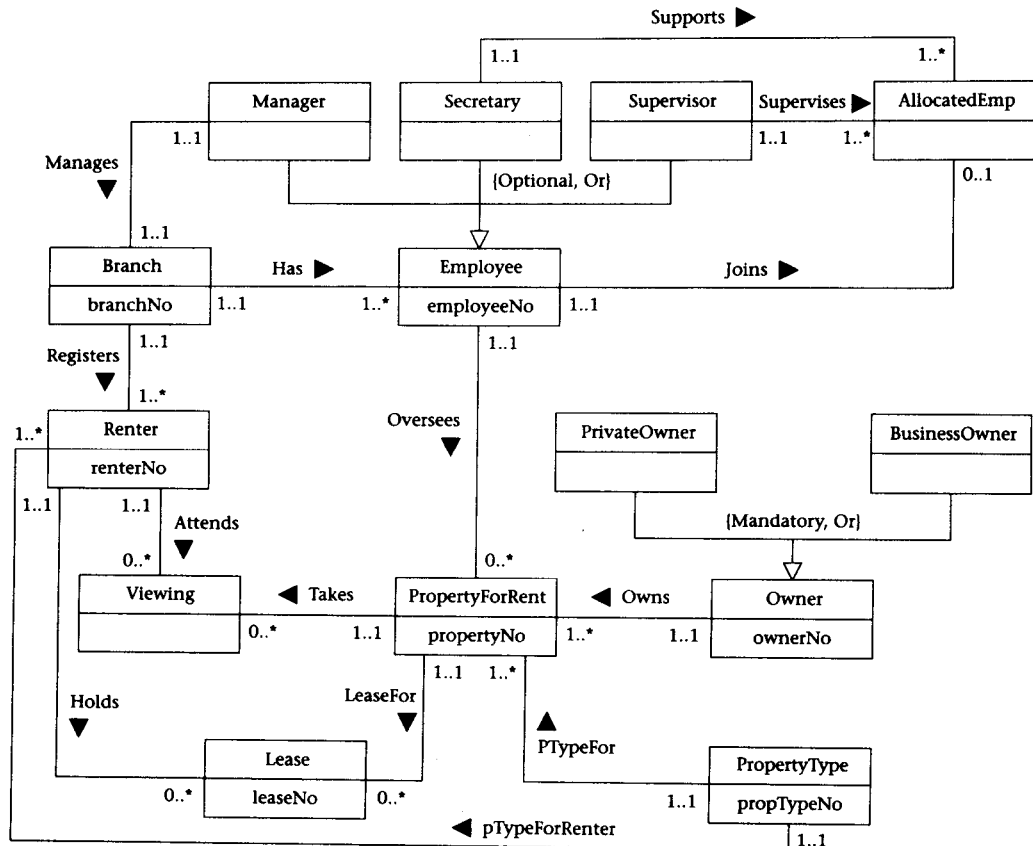 Supports ►
1..1
1..*
Manager
Secretary
Supervisor
Supervises ►
AllocatedEmp
1..1
1..1
1..*
Manages
▼
{Optional, Or}
0..1
1..1
Branch
Has ►
Employee
Joins ►
branchNo
1..1
1..*
employeeNo
1..1
1..1
1..1
Registers
▼
1..*
1..*
Renter
Oversees
▼
PrivateOwner
BusinessOwner
renterNo
1..1
1..1
Attends
▼
{Mandatory, Or}
0..*
0..*
Viewing
◄ Takes
PropertyForRent
◄ Owns
Owner
0..*
1..1
propertyNo
1..*
1..1
ownerNo
1..1
1..*
Holds
▼
LeaseFor
▼
▲
PTypeFor
Lease
PropertyType
0..*
leaseNo
0..*
1..1
propTypeNo
◄ pTypeForRenter
1..1